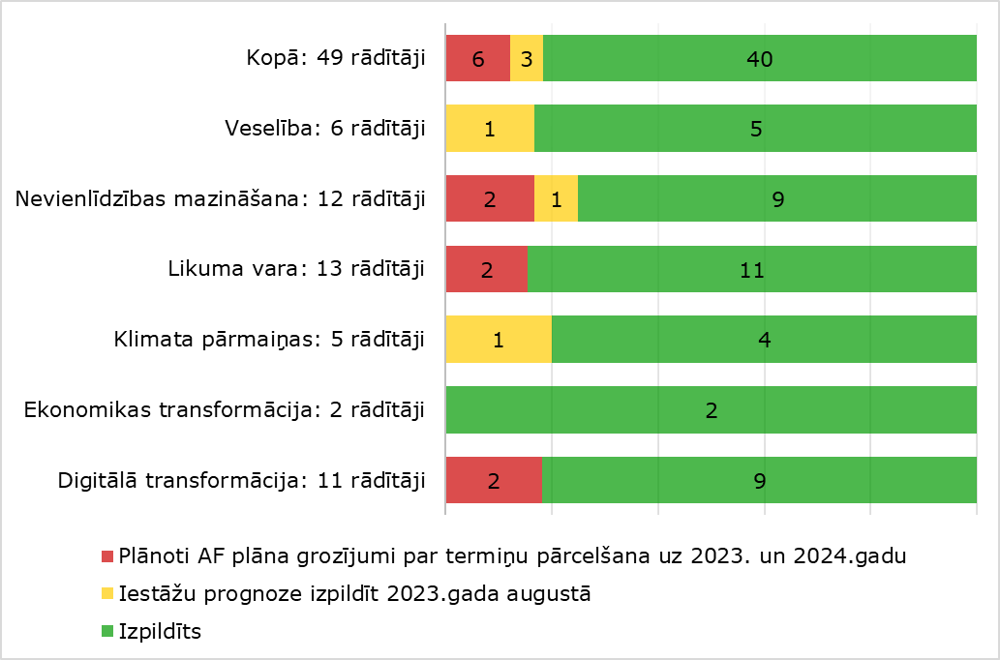 Kopā: 49 rādītāji 6 3 40
Veselība: 6 rādītāji 1 5
Nevienlīdzības mazināšana: 12 rādītāji 2 1 9
Likuma vara: 13 rādītāji 2 11
Klimata pārmaiņas: 5 rādītāji 1 4
Ekonomikas transformācija: 2 rādītāji 2
Digitālā transformācija: 11 rādītāji 2 9
Plānoti AF plāna grozījumi par termiņu pārcelšana uz 2023. un 2024.gadu
Iestāžu prognoze izpildīt 2023.gada augustā
Izpildīts